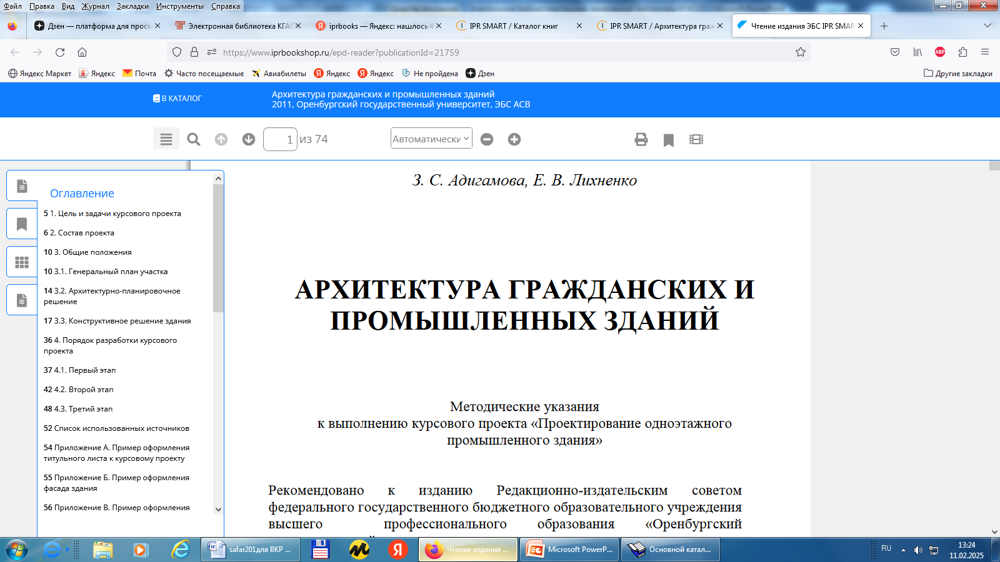 Файл Правка Вид Журнал Закладки Инструменты Справка
Дзен — платформа для просм
Электронная библиотека КГАС
iprbooks — Яндекс: нашлось 4
IPR SMART / Каталог книг
IPR SMART / Архитектура граж
Чтение издания ЭБС IPR SMAR
https://www.iprbookshop.ru/epd-reader?publicationId=21759
ABP
Яндекс Маркет
Яндекс
Почта
Часто посещаемые
Авиабилеты
Яндекс
Яндекс
Не пройдена
Дзен
Другие закладки
В КАТАЛОГ
Архитектура гражданских и промышленных зданий
2011, Оренбургский государственный университет, ЭБС АСВ
1 из 74
Автоматически
Оглавление
5 1. Цель и задачи курсового проекта
6 2. Состав проекта
10 3. Общие положения
10 3.1. Генеральный план участка
14 3.2. Архитектурно-планировочное
решение
17 3.3. Конструктивное решение здания
36 4. Порядок разработки курсового
проекта
37 4.1. Первый этап
42 4.2. Второй этап
48 4.3. Третий этап
52 Список использованных источников
54 Приложение А. Пример оформления
титульного листа к курсовому проекту
55 Приложение Б. Пример оформления
фасада здания
56 Приложение В. Пример оформления
З. С. Адигамова, Е. В. Лихненко
АРХИТЕКТУРА ГРАЖДАНСКИХ И
ПРОМЫШЛЕННЫХ ЗДАНИЙ
Методические указания
к выполнению курсового проекта «Проектирование одноэтажного
промышленного здания»
Рекомендовано к изданию Редакционно-издательским советом
федерального государственного бюджетного образовательного учреждения
высшего профессионального образования «Оренбургский
safar201для ВКР ...
Чтение издания ...
Microsoft PowerP...
Основной катал...
RU
13:24
11.02.2025